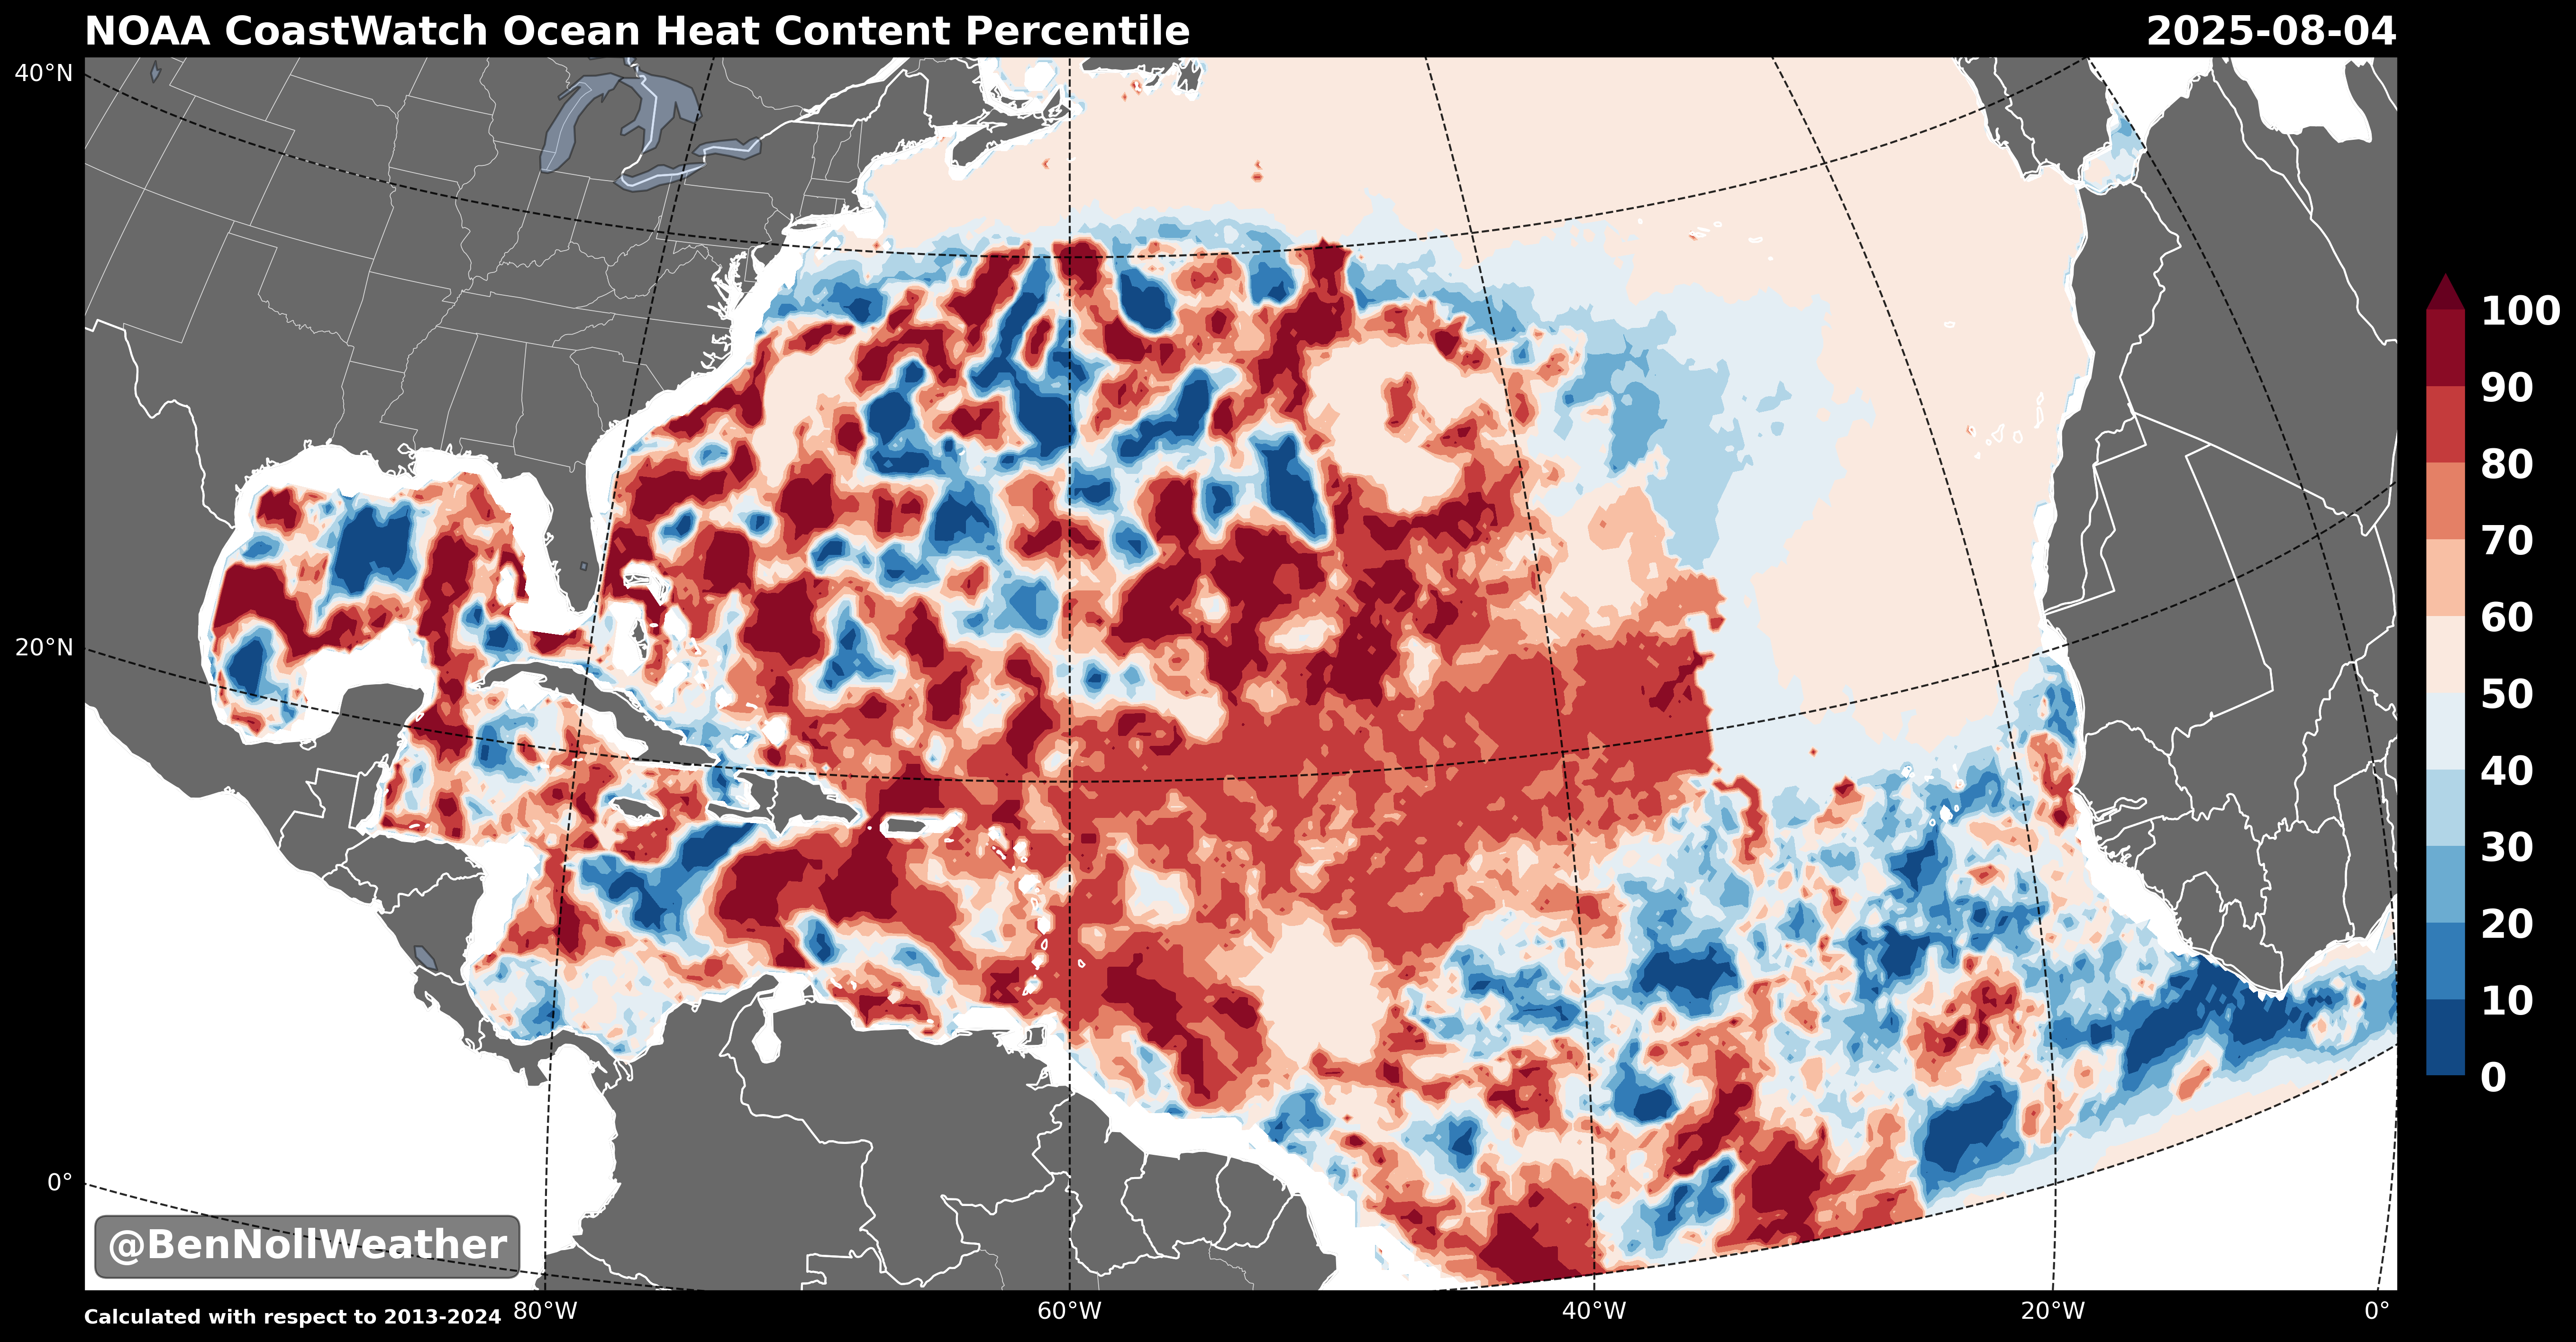 NOAA CoastWatch Ocean Heat Content Percentile
2025-08-04
40°N
20°N
0°
100
90
80
70
60
50
40
30
20
10
0
@BenNollWeather
Calculated with respect to 2013-2024
80°W
60°W
40°W
20°W
0°